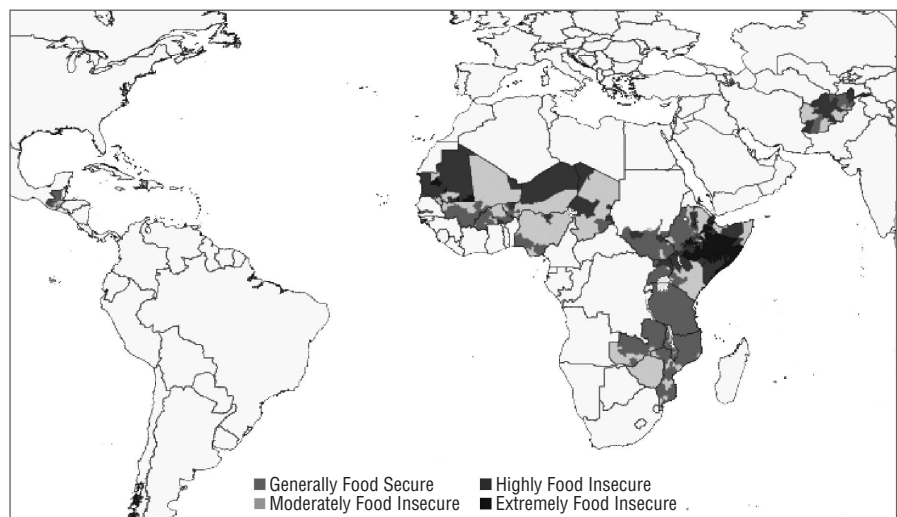 Generally Food Secure
Highly Food Insecure
Moderately Food Insecure
Extremely Food Insecure